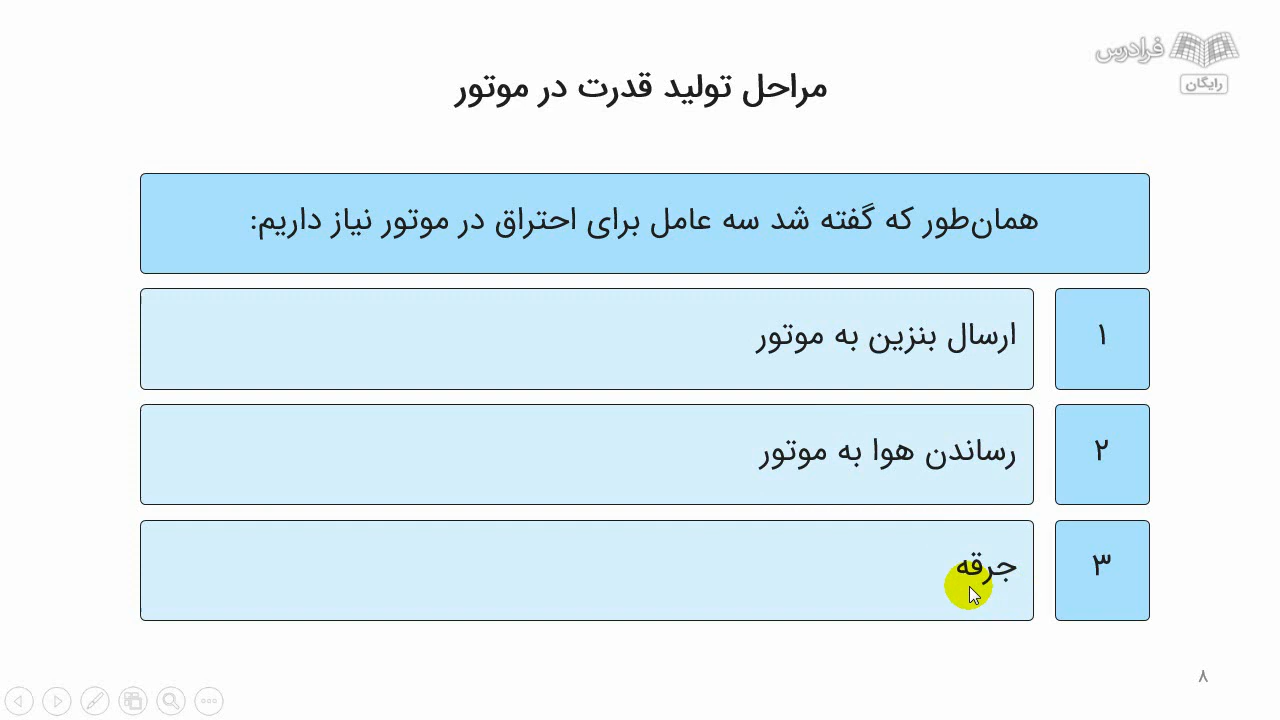 فرادرس
رایگان
مراحل تولید قدرت در موتور
همان‌طور که گفته شد سه عامل برای احتراق در موتور نیاز داریم:
۱
ارسال بنزین به موتور
۲
رساندن هوا به موتور
۳
جرقه
۸